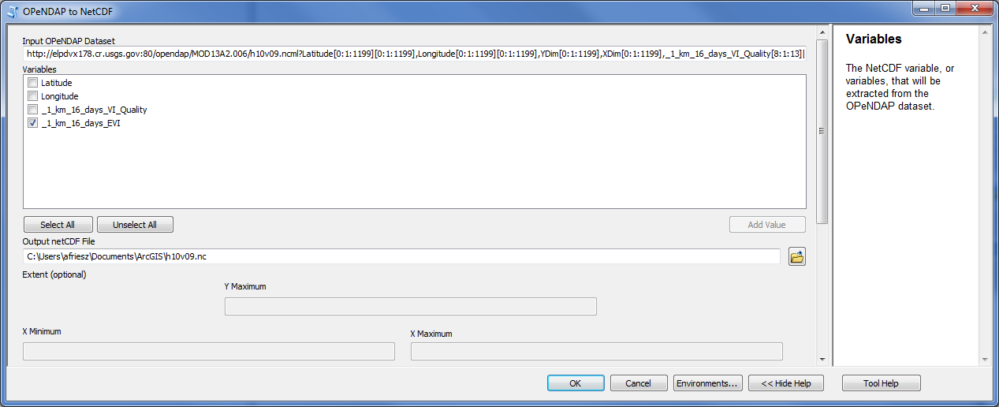 OPeNDAP to NetCDF
Input OPeNDAP Dataset
http://elpdvx178.cr.usgs.gov:80/opendap/MOD13A2.006/h10v09.ncml?Latitude[0:1:1199][0:1:1199],Longitude[0:1:1199][0:1:1199],YDim[0:1:1199],XDim[0:1:1199],_1_km_16_days_VI_Quality[8:1:13]
Variables
Latitude
Longitude
_1_km_16_days_VI_Quality
_1_km_16_days_EVI
Select All
Unselect All
Add Value
Output netCDF File
C:\Users\afriesz\Documents\ArcGIS\h10v09.nc
Extent (optional)
Y Maximum
X Minimum
X Maximum
OK
Cancel
Environments...
<< Hide Help
Variables
The NetCDF variable, or
variables, that will be
extracted from the
OPeNDAP dataset.
Tool Help